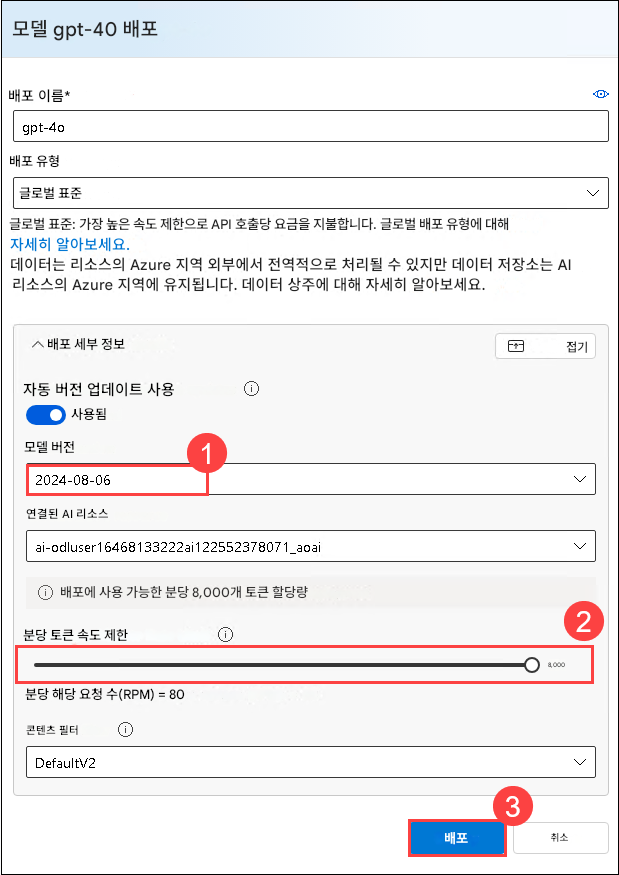 모델 gpt-40 배포
배포 이름*
gpt-4o
배포 유형
글로벌 표준
글로벌 표준: 가장 높은 속도 제한으로 API 호출당 요금을 지불합니다. 글로벌 배포 유형에 대해
자세히 알아보세요.
데이터는 리소스의 Azure 지역 외부에서 전역적으로 처리될 수 있지만 데이터 저장소는 AI
리소스의 Azure 지역에 유지됩니다. 데이터 상주에 대해 자세히 알아보세요.
배포 세부 정보
접기
자동 버전 업데이트 사용
사용됨
모델 버전
1
2024-08-06
연결된 AI 리소스
ai-odluser16468133222ai122552378071_aoai
배포에 사용 가능한 분당 8,000개 토큰 할당량
2
분당 토큰 속도 제한
8,000
분당 해당 요청 수(RPM) = 80
콘텐츠 필터
DefaultV2
3
배포
취소